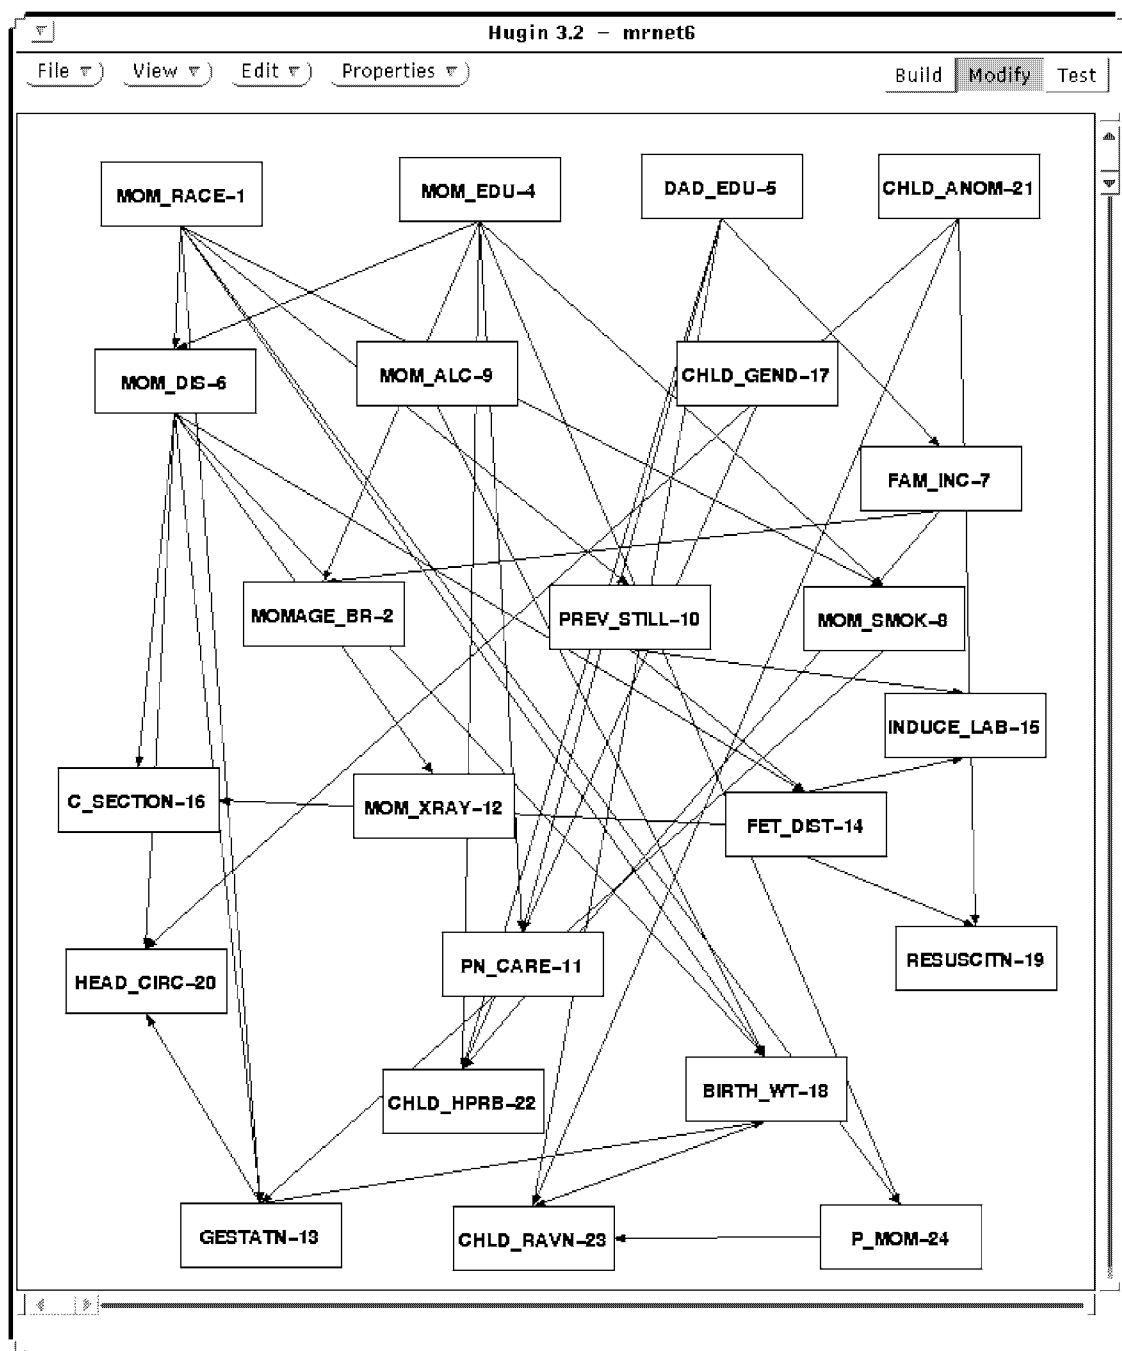 Hugin 3.2 – mrnet6
File View Edit Properties Build Modify Test
MOM_RACE–1 MOM_EDU–4 DAD_EDU–5 CHLD_ANOM–21
MOM_DIS–6 MOM_ALC–9 CHLD_GEND–17
FAM_INC–7
MOMAGE_BR–2 PREV_STILL–10 MOM_SMOK–8
INDUCE_LAB–15
C_SECTION–16 MOM_XRAY–12 FET_DIST–14
HEAD_CIRC–20 PN_CARE–11 RESUSCITN–19
CHLD_HPRB–22 BIRTH_WT–18
GESTATN–13 CHLD_RAVN–23 P_MOM–24